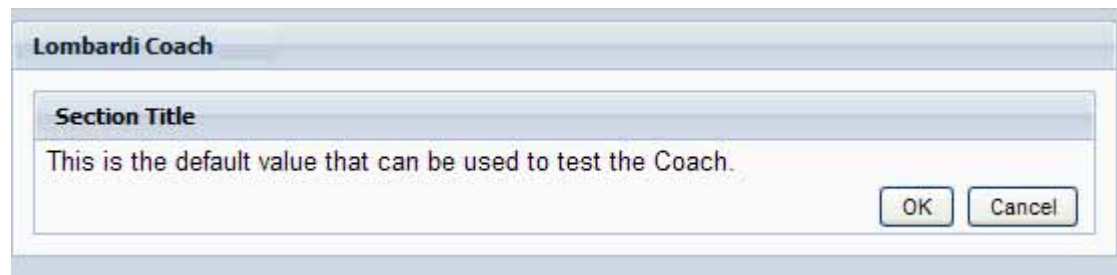 Lombardi Coach
Section Title
This is the default value that can be used to test the Coach.
OK Cancel